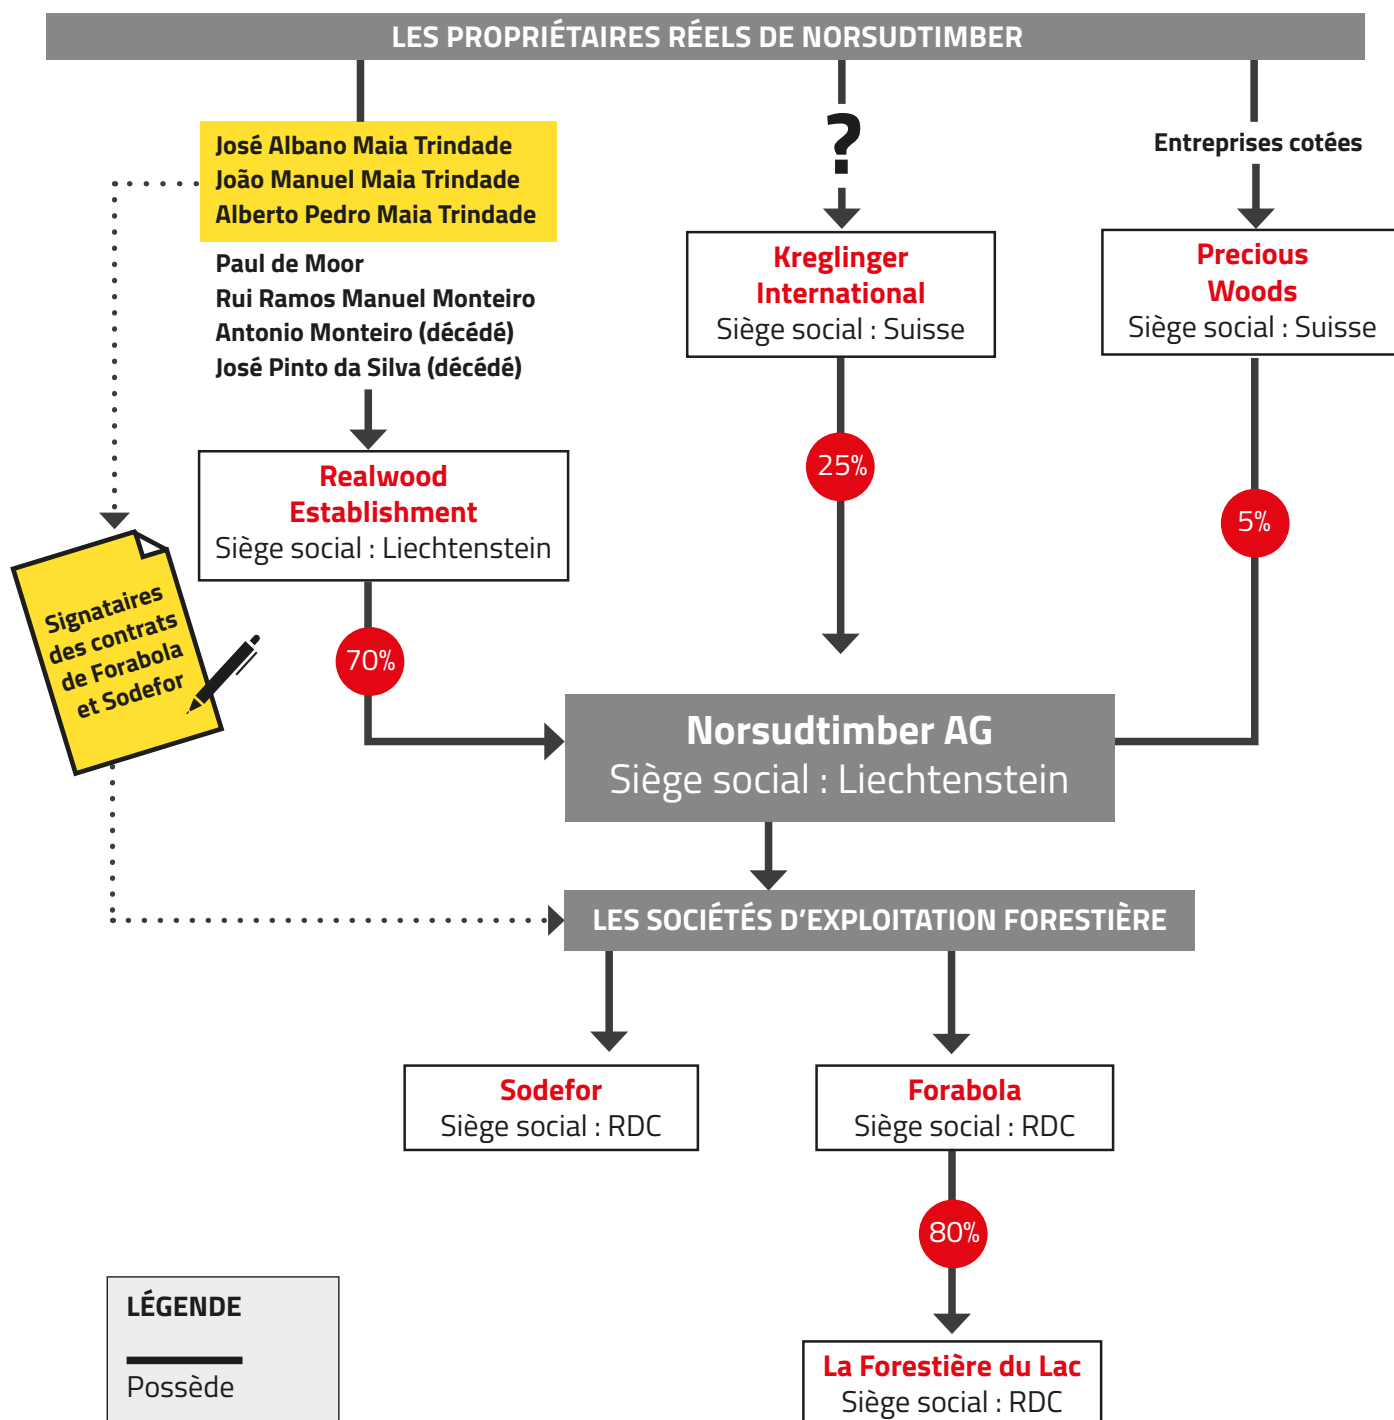 LES PROPRIÉTAIRES RÉELS DE NORSUDTIMBER
José Albano Maia Trindade
João Manuel Maia Trindade
Alberto Pedro Maia Trindade
Paul de Moor
Rui Ramos Manuel Monteiro
Antonio Monteiro (décédé)
José Pinto da Silva (décédé)
?
Entreprises cotées
Kreglinger
International
Siège social : Suisse
Precious
Woods
Siège social : Suisse
Realwood
Establishment
Siège social : Liechtenstein
25%
5%
70%
Signataires
des contrats
de Forabola
et Sodefor
Norsudtimber AG
Siège social : Liechtenstein
LES SOCIÉTÉS D’EXPLOITATION FORESTIÈRE
Sodefor
Siège social : RDC
Forabola
Siège social : RDC
80%
La Forestière du Lac
Siège social : RDC
LÉGENDE
Possède